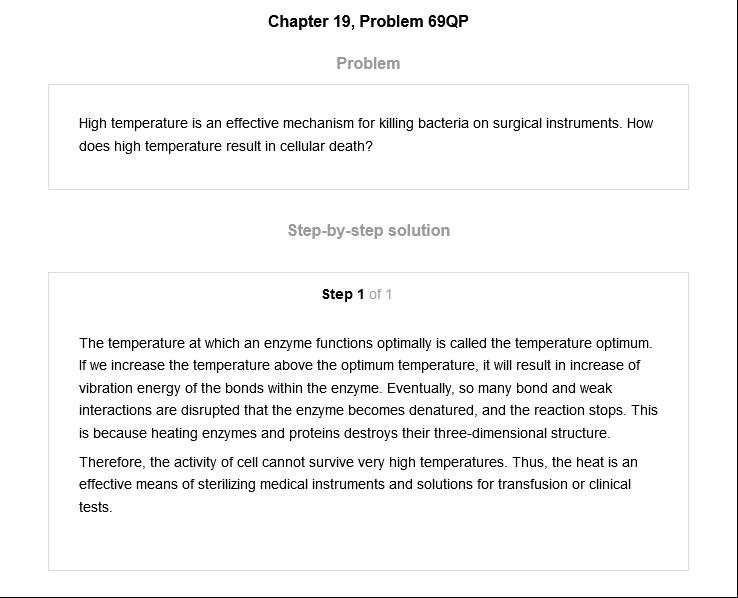 Chapter 19, Problem 69QP
Problem
High temperature is an effective mechanism for killing bacteria on surgical instruments. How
does high temperature result in cellular death?
Step-by-step solution
Step 1 of 1
The temperature at which an enzyme functions optimally is called the temperature optimum.
If we increase the temperature above the optimum temperature, it will result in increase of
vibration energy of the bonds within the enzyme. Eventually, so many bond and weak
interactions are disrupted that the enzyme becomes denatured, and the reaction stops. This
is because heating enzymes and proteins destroys their three-dimensional structure.
Therefore, the activity of cell cannot survive very high temperatures. Thus, the heat is an
effective means of sterilizing medical instruments and solutions for transfusion or clinical
tests.